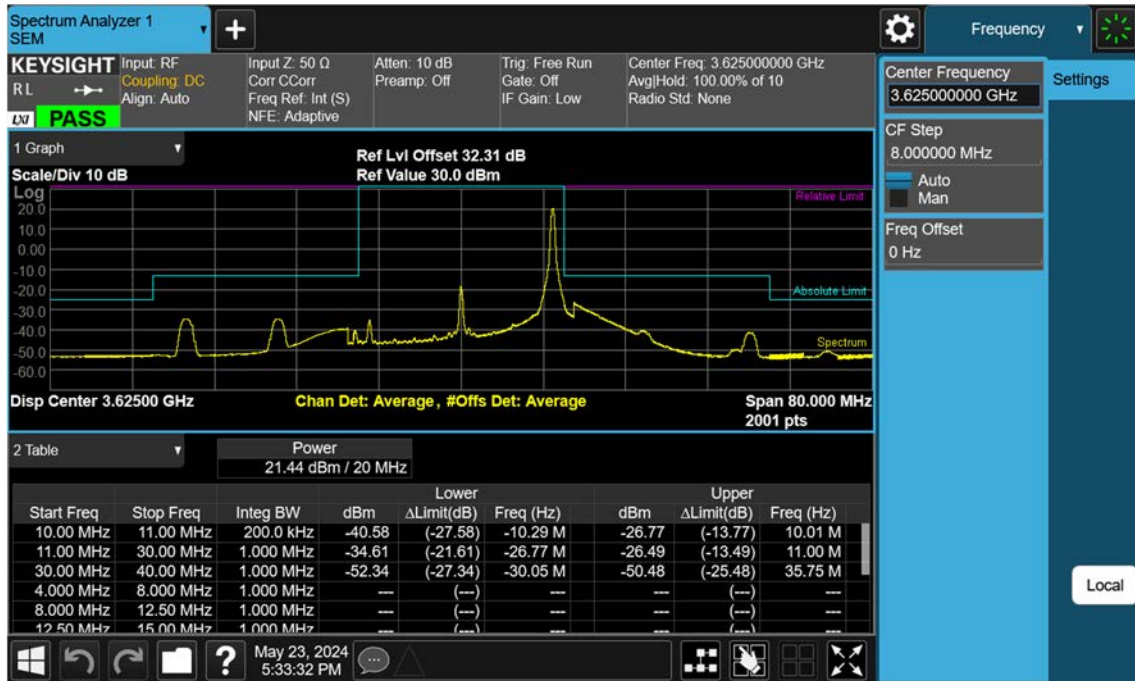 Spectrum Analyzer 1
SEM
Frequency
KEYSIGHT
RL
LXI PASS
Input: RF
Coupling: DC
Align: Auto
Input Z: 50 Ω
Corr CCorr
Freq Ref: Int (S)
NFE: Adaptive
Atten: 10 dB
Preamp: Off
Trig: Free Run
Gate: Off
IF Gain: Low
Center Freq: 3.625000000 GHz
Avg|Hold: 100.00% of 10
Radio Std: None
Center Frequency
3.625000000 GHz
Settings
CF Step
8.000000 MHz
Auto
Man
Freq Offset
0 Hz
1 Graph
Scale/Div 10 dB
Ref Lvl Offset 32.31 dB
Ref Value 30.0 dBm
Log
Relative Limit
20.0
10.0
0.00
-10.0
-20.0
Absolute Limit
-30.0
-40.0
-50.0
Spectrum
-60.0
Disp Center 3.62500 GHz
Chan Det: Average, #Offs Det: Average
Span 80.000 MHz
2001 pts
2 Table
Power
21.44 dBm / 20 MHz
Lower Upper
Start Freq Stop Freq Integ BW dBm ΔLimit(dB) Freq (Hz) dBm ΔLimit(dB) Freq (Hz)
10.00 MHz 11.00 MHz 200.0 kHz -40.58 (-27.58) -10.29 M -26.77 (-13.77) 10.01 M
11.00 MHz 30.00 MHz 1.000 MHz -34.61 (-21.61) -26.77 M -26.49 (-13.49) 11.00 M
30.00 MHz 40.00 MHz 1.000 MHz -52.34 (-27.34) -30.05 M -50.48 (-25.48) 35.75 M
4.000 MHz 8.000 MHz 1.000 MHz --- (---) --- --- (---) ---
8.000 MHz 12.50 MHz 1.000 MHz --- (---) --- --- (---) ---
12.50 MHz 15.00 MHz 1.000 MHz --- (---) --- --- (---) ---
Local
?
May 23, 2024
5:33:32 PM